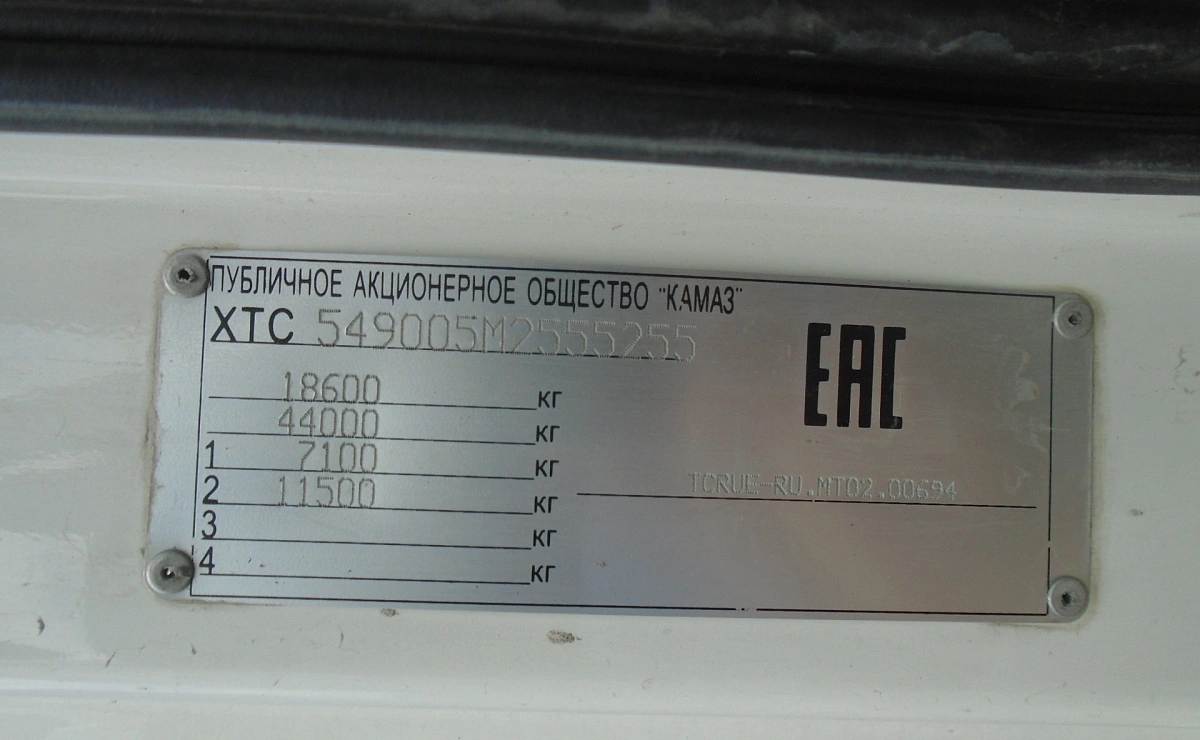 ПУБЛИЧНОЕ АКЦИОНЕРНОЕ ОБЩЕСТВО "КАМАЗ"
XTC 549005M2555255
EAC
18600 кг
44000 кг
1 7100 кг
2 11500 кг
TCRUE-RU.MT02.00694
3 кг
4 кг